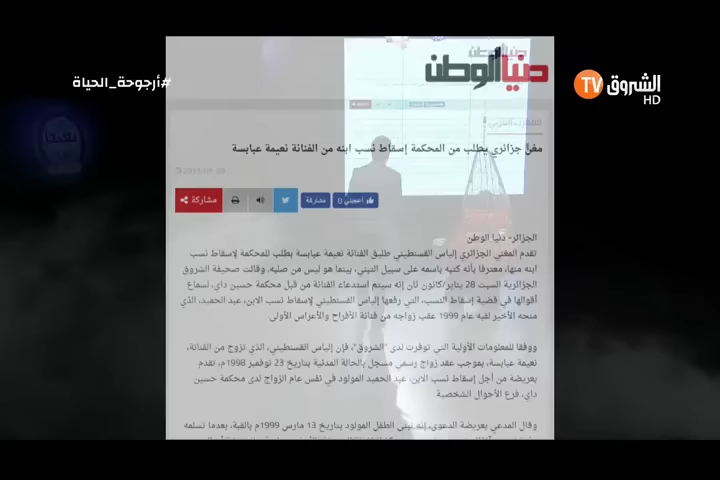 دنيا الوطن
#أرجوحة_الحياة
الشروق TV
HD
مغن جزائري يطلب من المحكمة إسقاط نسب ابنه من الفنانة نعيمة عبابسة
مشاركة
مشاركة
أعجبني 0
الجزائر- دنيا الوطن
تقدم المغني الجزائري إلياس القسنطيني طليق الفنانة نعيمة عبابسة بطلب للمحكمة لإسقاط نسب
ابنه منها، معترفا بأنه كتبه باسمه على سبيل التبني، بينما هو ليس من صلبه. وقالت صحيفة الشروق
الجزائرية السبت 28 يناير/كانون ثان إنه سيتم استدعاء الفنانة من قبل محكمة حسين داي، لسماع
أقوالها في قضية إسقاط النسب، التي رفعها إلياس القسنطيني لإسقاط نسب الابن، عبد الحميد، الذي
منحه الأخير لقبه عام 1999 عقب زواجه من فنانة الأفراح والأعراس الأولى.
ووفقا للمعلومات الأولية التي توفرت لدى "الشروق"، فإن إلياس القسنطيني، الذي تزوج من الفنانة،
نعيمة عبابسة، بموجب عقد زواج رسمي مسجل بالحالة المدنية بتاريخ 23 نوفمبر 1998م، تقدم
بعريضة من أجل إسقاط نسب الابن، عبد الحميد المولود في نفس عام الزواج لدى محكمة حسين
داي، فرع الأحوال الشخصية
وقال المدعي بعريضة الدعوى، إنه تبنى الطفل المولود بتاريخ 13 مارس 1999م بالقبة، بعدما تسلمه